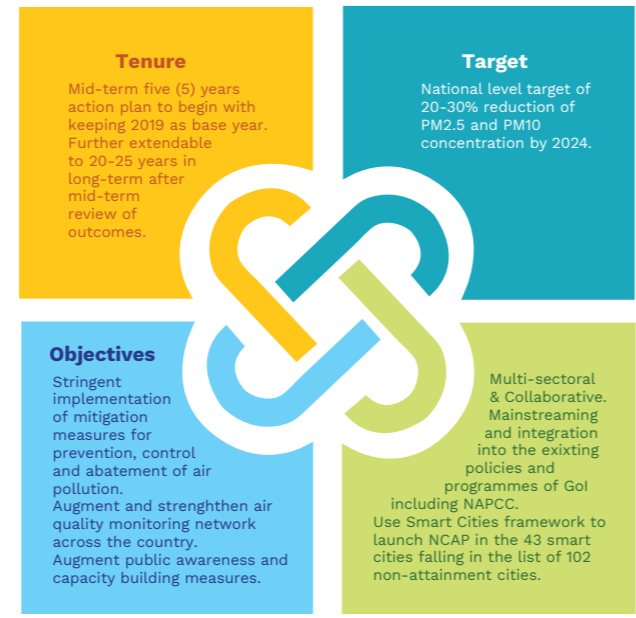 Tenure
Mid-term five (5) years
action plan to begin with
keeping 2019 as base year.
Further extendable
to 20-25 years in
long-term after
mid-term
review of
outcomes.
Target
National level target of
20-30% reduction of
PM2.5 and PM10
concentration by 2024.
Objectives
Stringent
implementation
of mitigation
measures for
prevention, control
and abatement of air
pollution.
Augment and strenghten air
quality monitoring network
across the country.
Augment public awareness and
capacity building measures.
Multi-sectoral
& Collaborative.
Mainstreaming
and integration
into the exixting
policies and
programmes of GoI
including NAPCC.
Use Smart Cities framework to
launch NCAP in the 43 smart
cities falling in the list of 102
non-attainment cities.